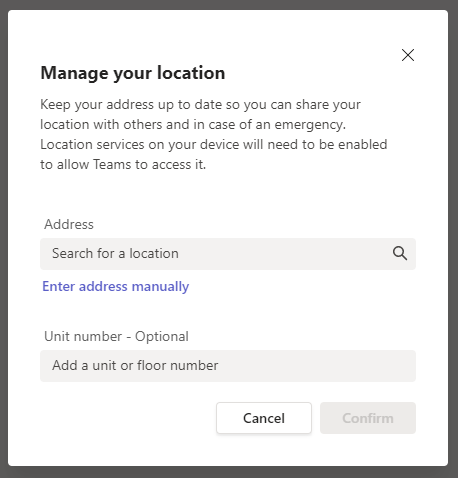 Manage your location
Keep your address up to date so you can share your
location with others and in case of an emergency.
Location services on your device will need to be enabled
to allow Teams to access it.
Address
Search for a location
Enter address manually
Unit number - Optional
Add a unit or floor number
Cancel
Confirm